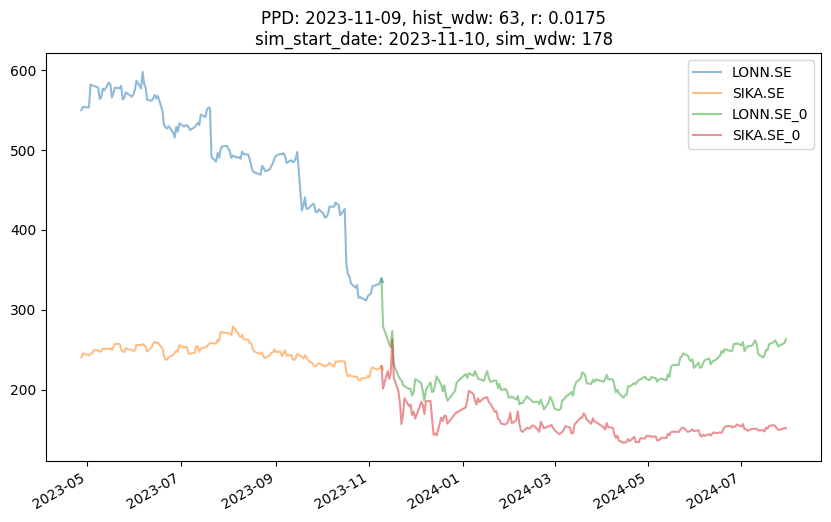 PPD: 2023-11-09, hist_wdw: 63, r: 0.0175
sim_start_date: 2023-11-10, sim_wdw: 178
LONN.SE
SIKA.SE
LONN.SE_0
SIKA.SE_0
600
500
400
300
200
2023-05
2023-07
2023-09
2023-11
2024-01
2024-03
2024-05
2024-07